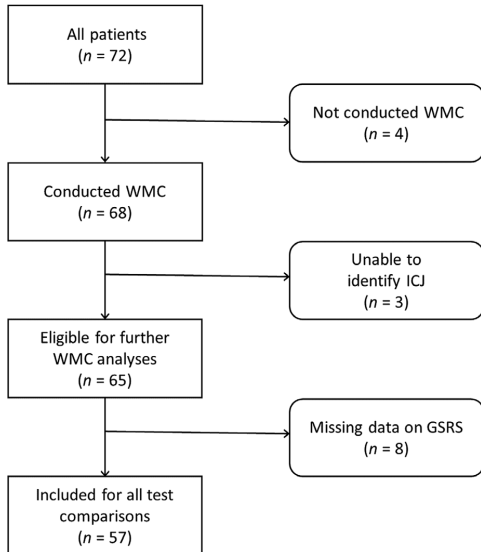 All patients
(n = 72)
Not conducted WMC
(n = 4)
Conducted WMC
(n = 68)
Unable to
identify ICJ
(n = 3)
Eligible for further
WMC analyses
(n = 65)
Missing data on GSRS
(n = 8)
Included for all test
comparisons
(n = 57)